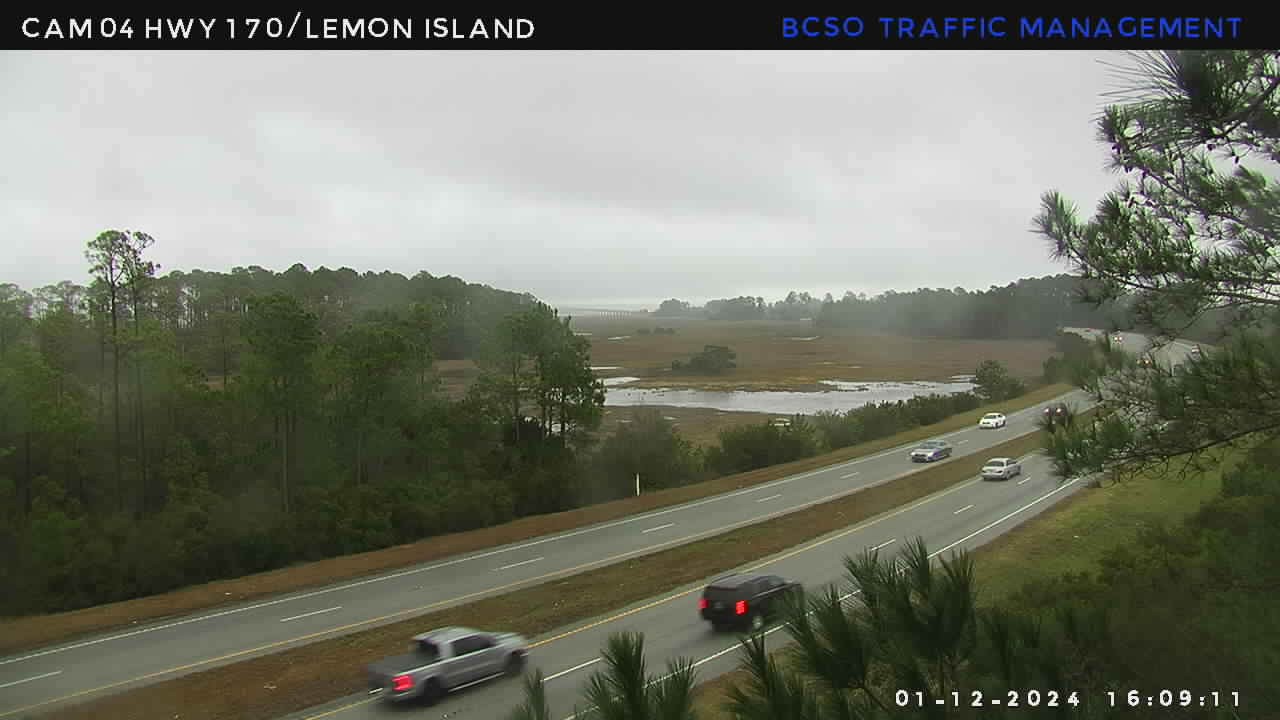 CAM04 HWY 170/LEMON ISLAND
BCSO TRAFFIC MANAGEMENT
01-12-2024 16:09:11